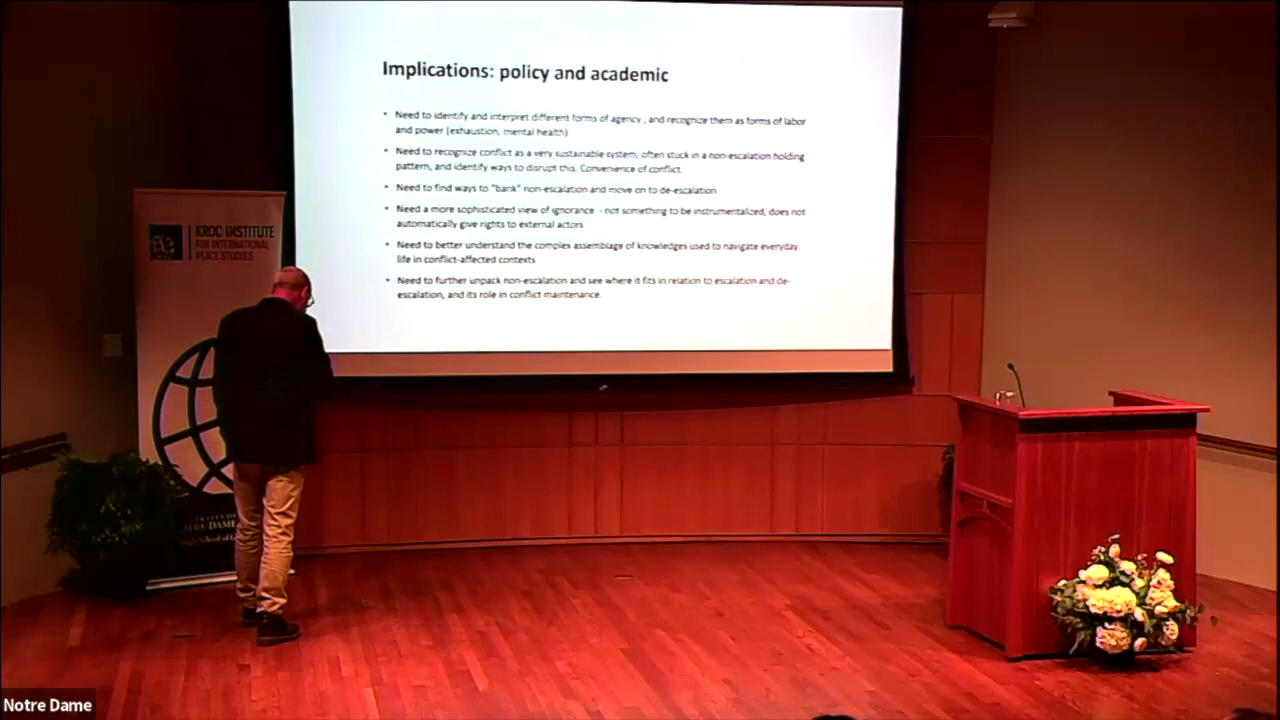 Implications: policy and academic
• Need to identify and interpret different forms of agency , and recognize them as forms of labor
and power (exhaustion, mental health)
• Need to recognize conflict as a very sustainable system, often stuck in a non-escalation holding
pattern, and identify ways to disrupt this. Convenience of conflict.
• Need to find ways to "bank" non-escalation and move on to de-escalation
• Need a more sophisticated view of ignorance - not something to be instrumentalized, does not
automatically give rights to external actors
• Need to better understand the complex assemblage of knowledges used to navigate everyday
life in conflict-affected contexts
• Need to further unpack non-escalation and see where it fits in relation to escalation and de-
escalation, and its role in conflict maintenance.
KROC INSTITUTE
FOR INTERNATIONAL
PEACE STUDIES
DAME
School of
Notre Dame